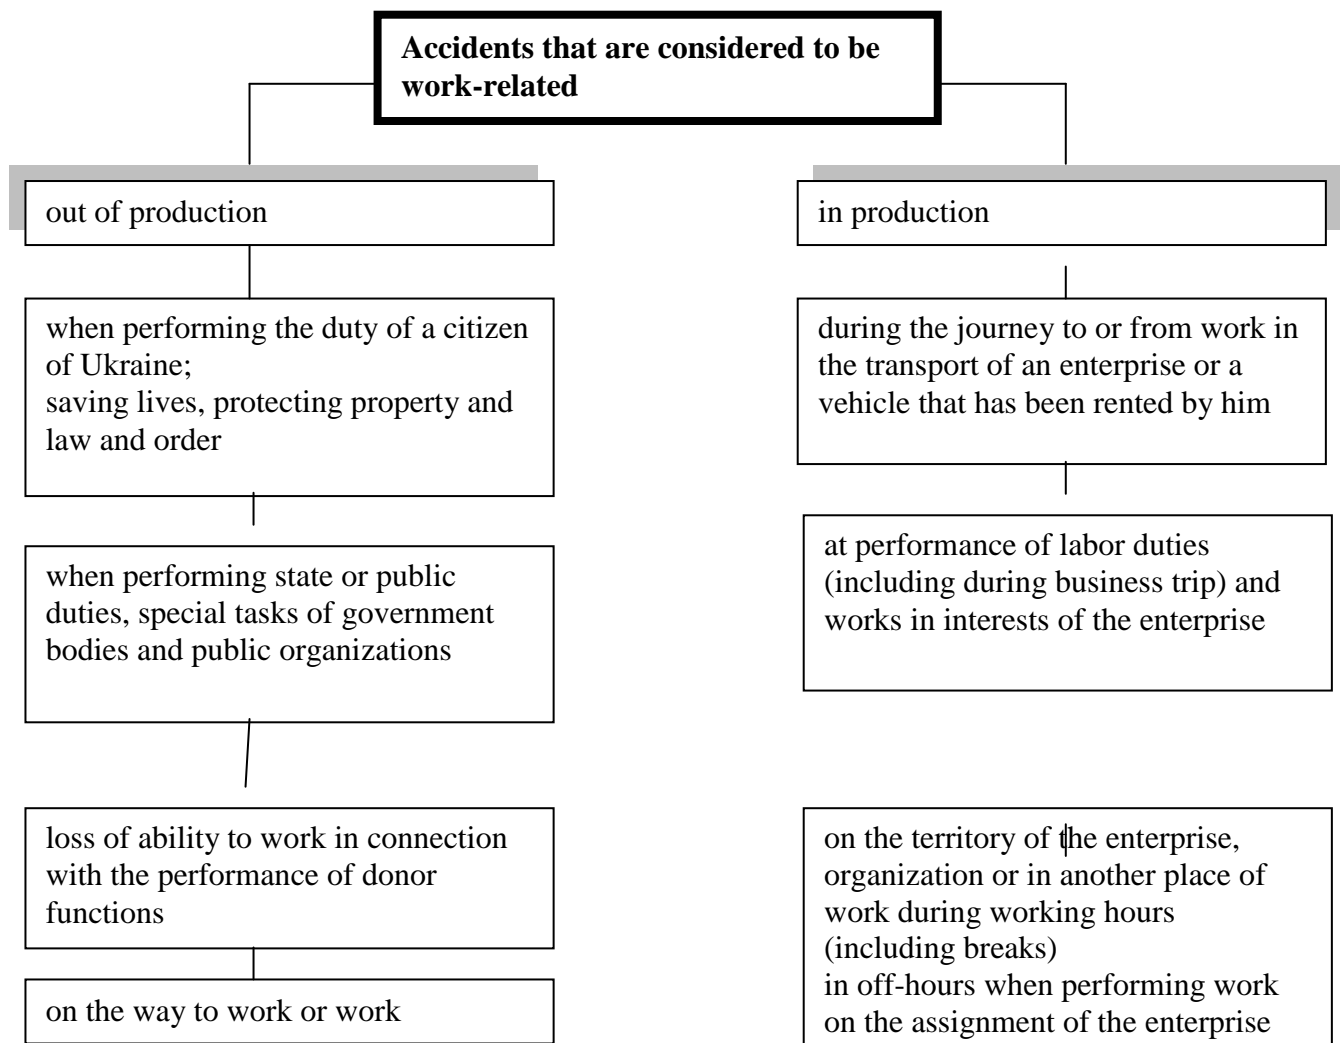 Accidents that are considered to be
work-related
out of production
when performing the duty of a citizen
of Ukraine;
saving lives, protecting property and
law and order
when performing state or public
duties, special tasks of government
bodies and public organizations
loss of ability to work in connection
with the performance of donor
functions
on the way to work or work
in production
during the journey to or from work in
the transport of an enterprise or a
vehicle that has been rented by him
at performance of labor duties
(including during business trip) and
works in interests of the enterprise
on the territory of the enterprise,
organization or in another place of
work during working hours
(including breaks)
in off-hours when performing work
on the assignment of the enterprise